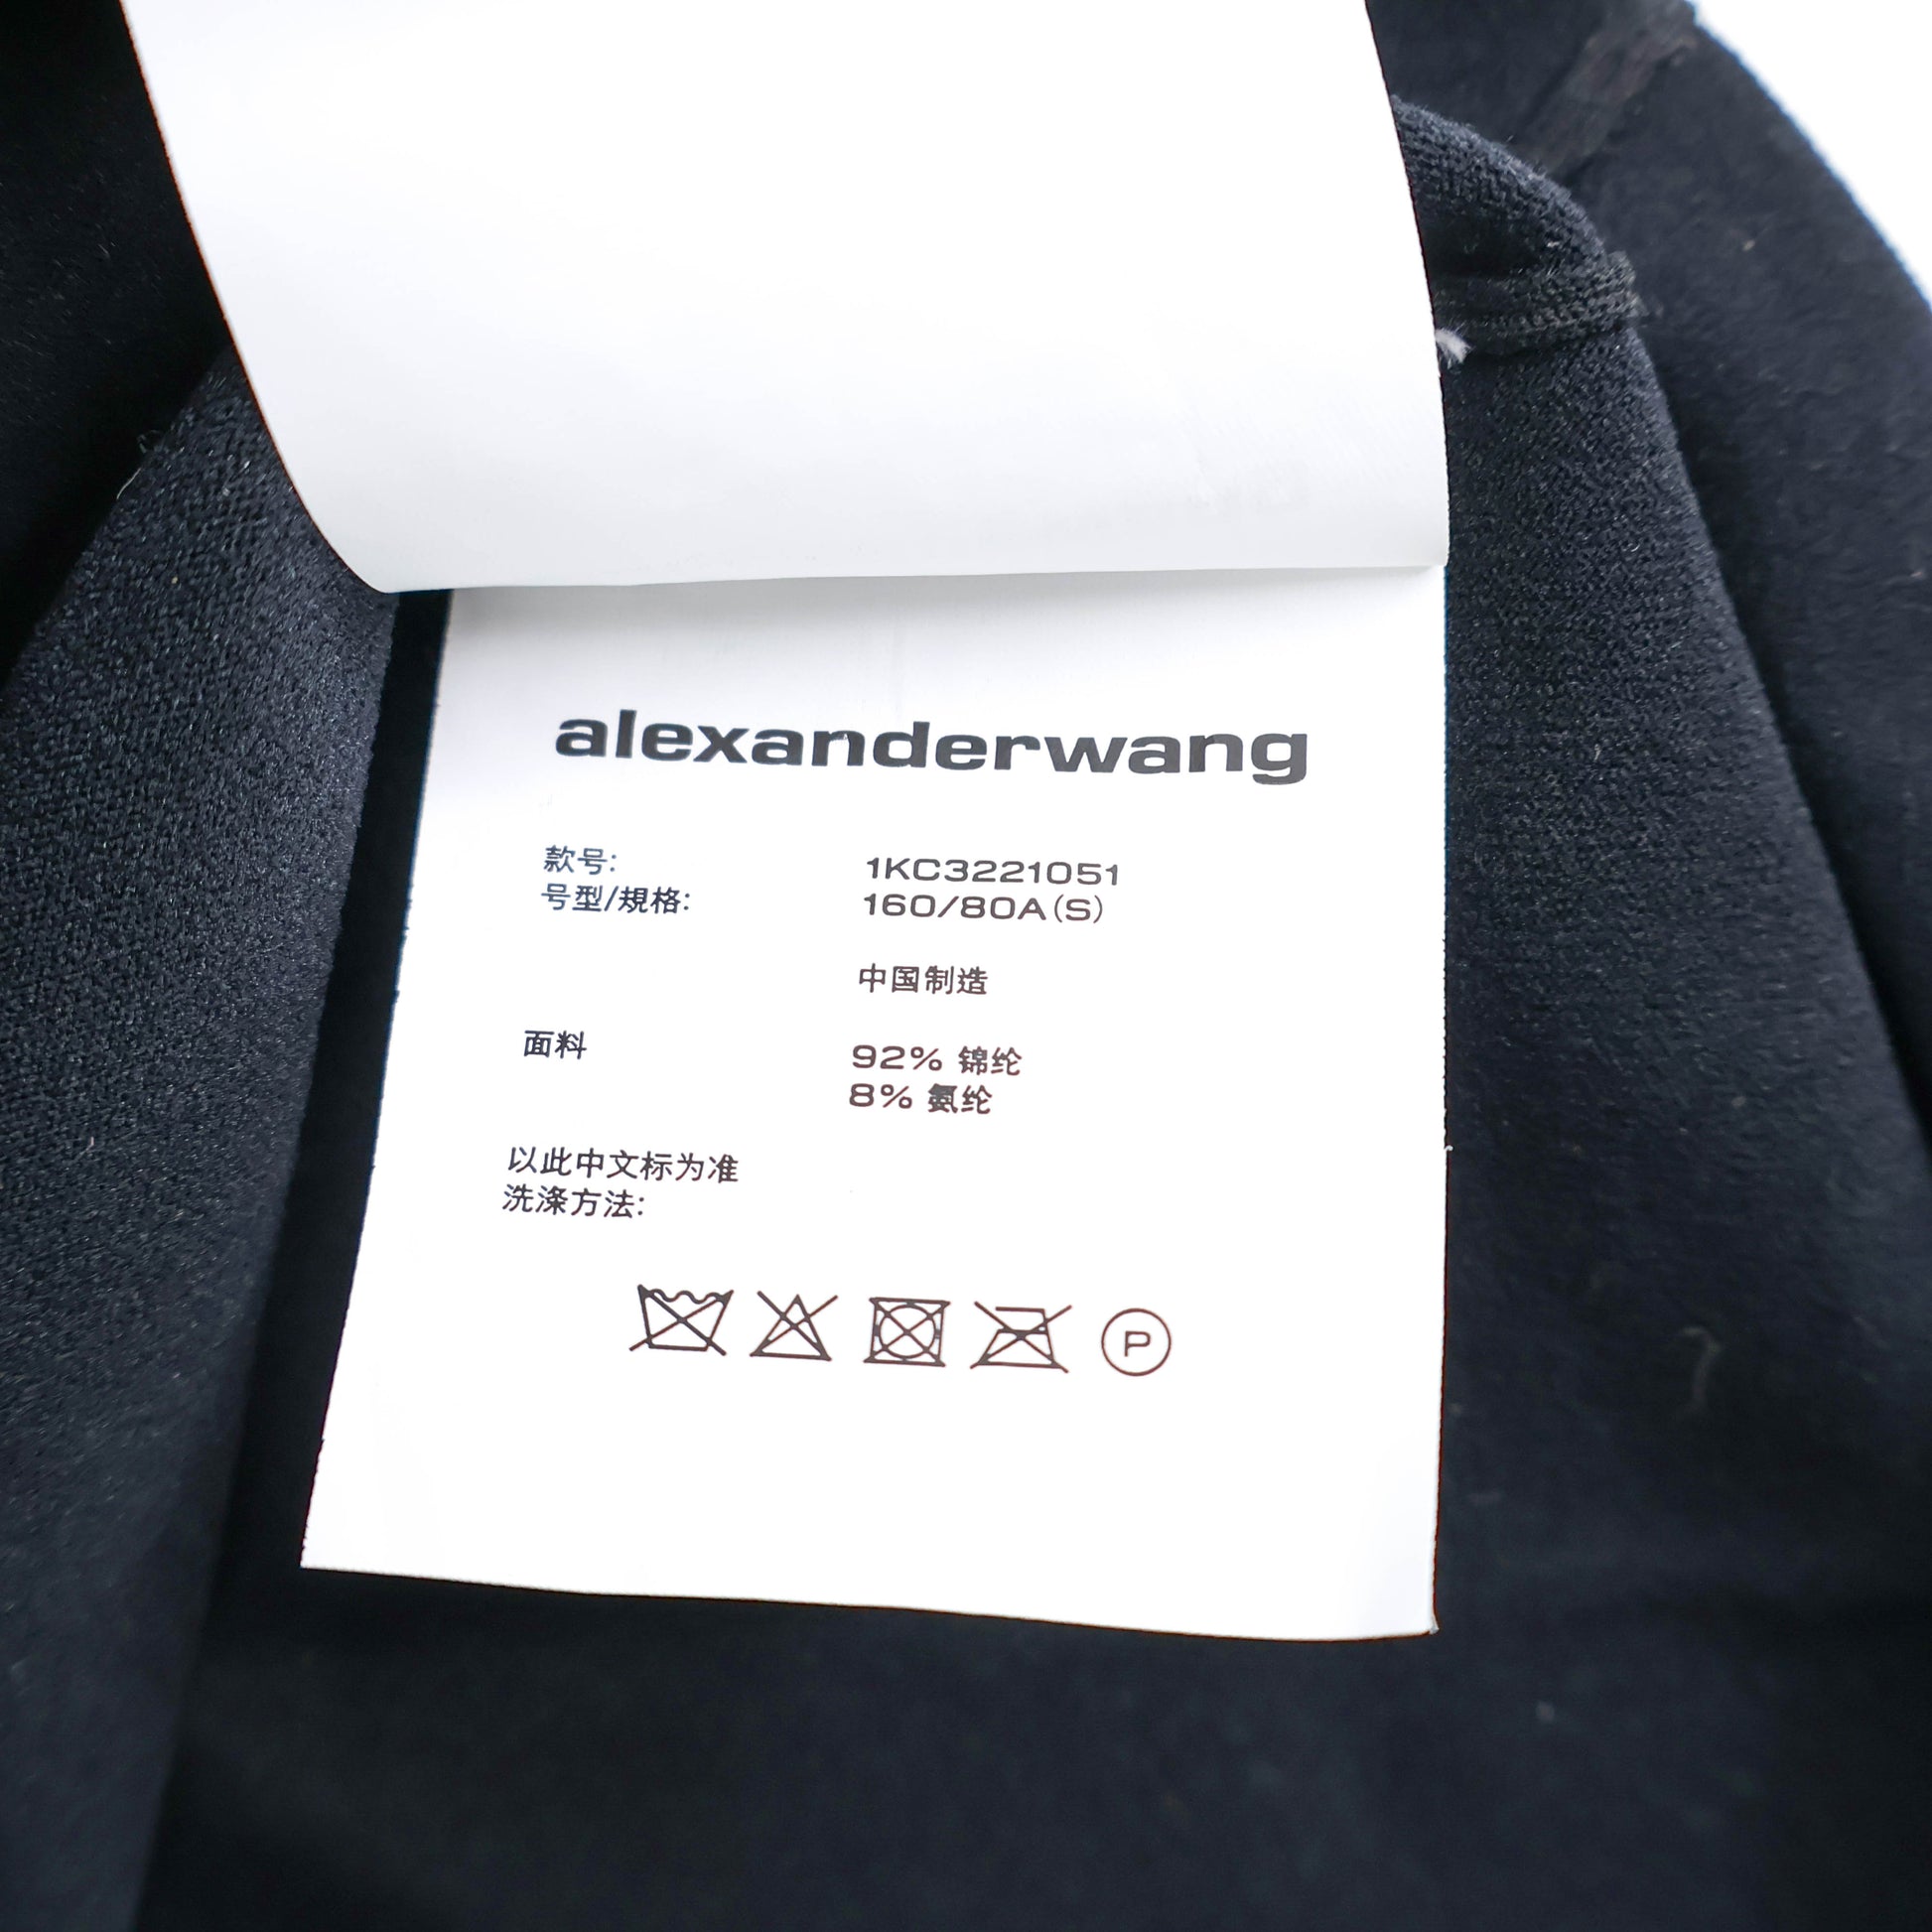 alexanderwang
款号: 1KC3221051
号型/規格: 160/80A(S)
中国制造
面料 92% 锦纶
8% 氨纶
以此中文标为准
洗涤方法:
P